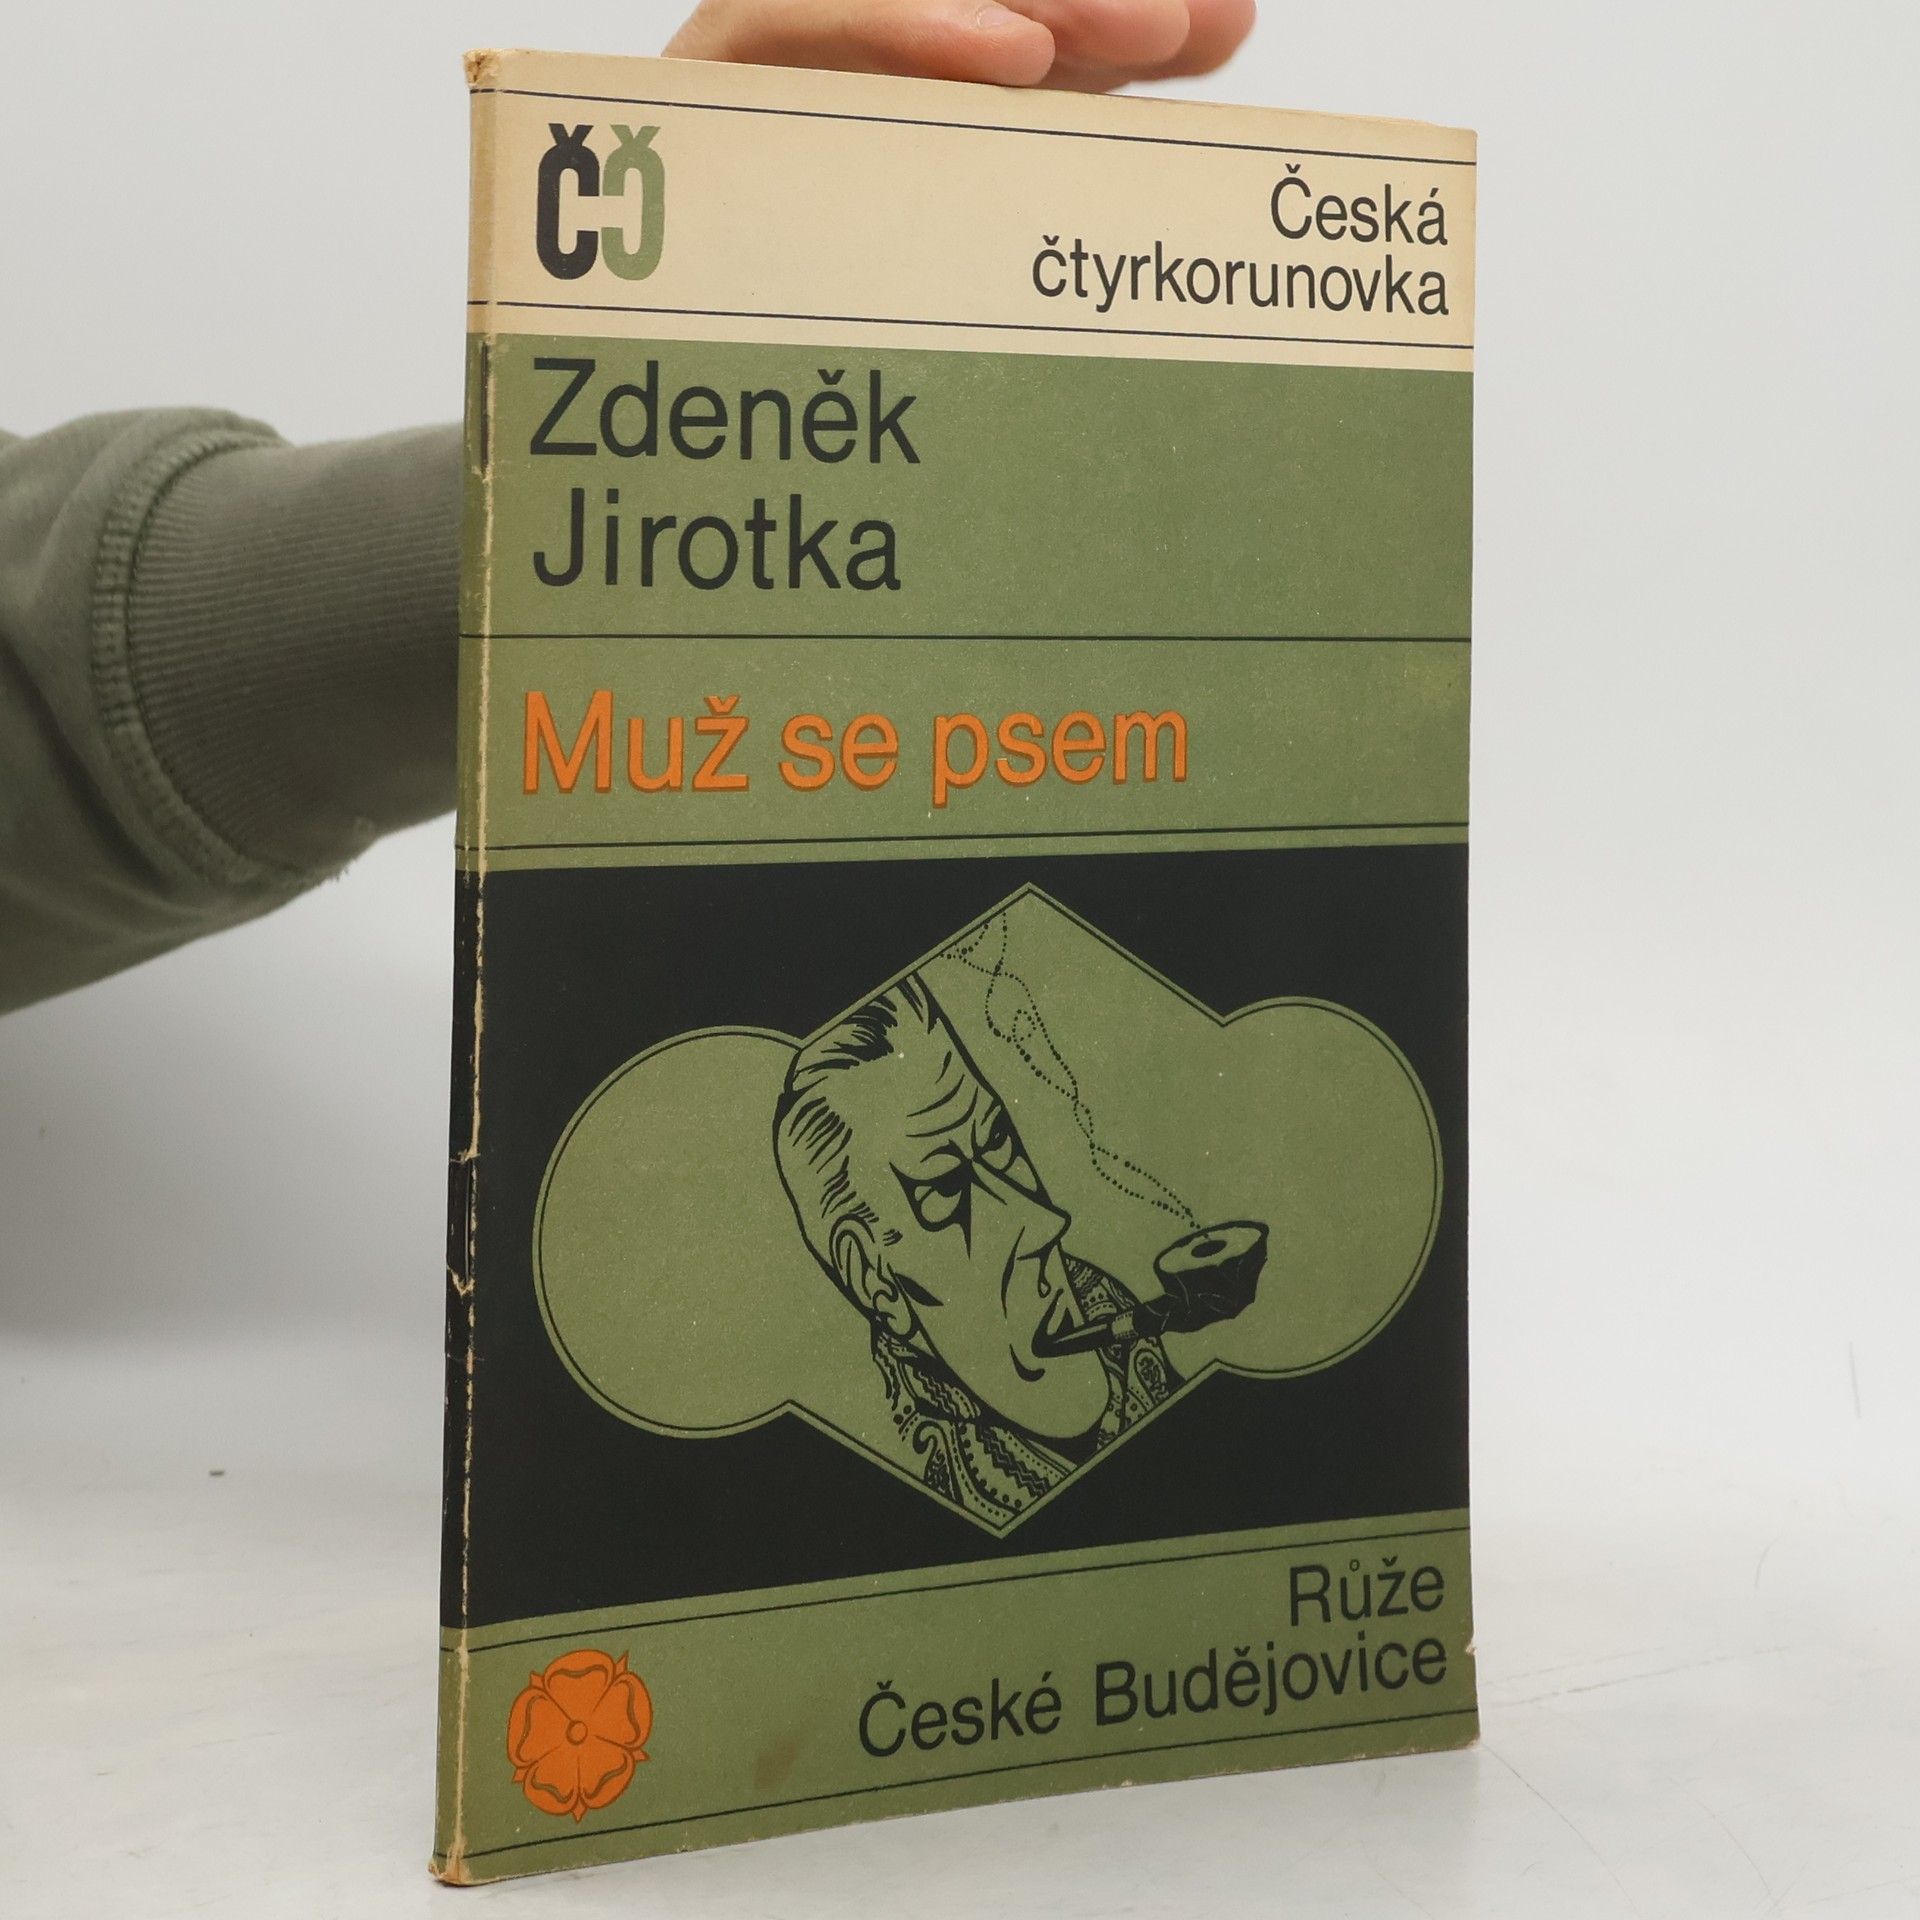 ČČ
Česká
čtyrkorunovka
Zdeněk
Jirotka
Muž se psem
Růže
České Budějovice